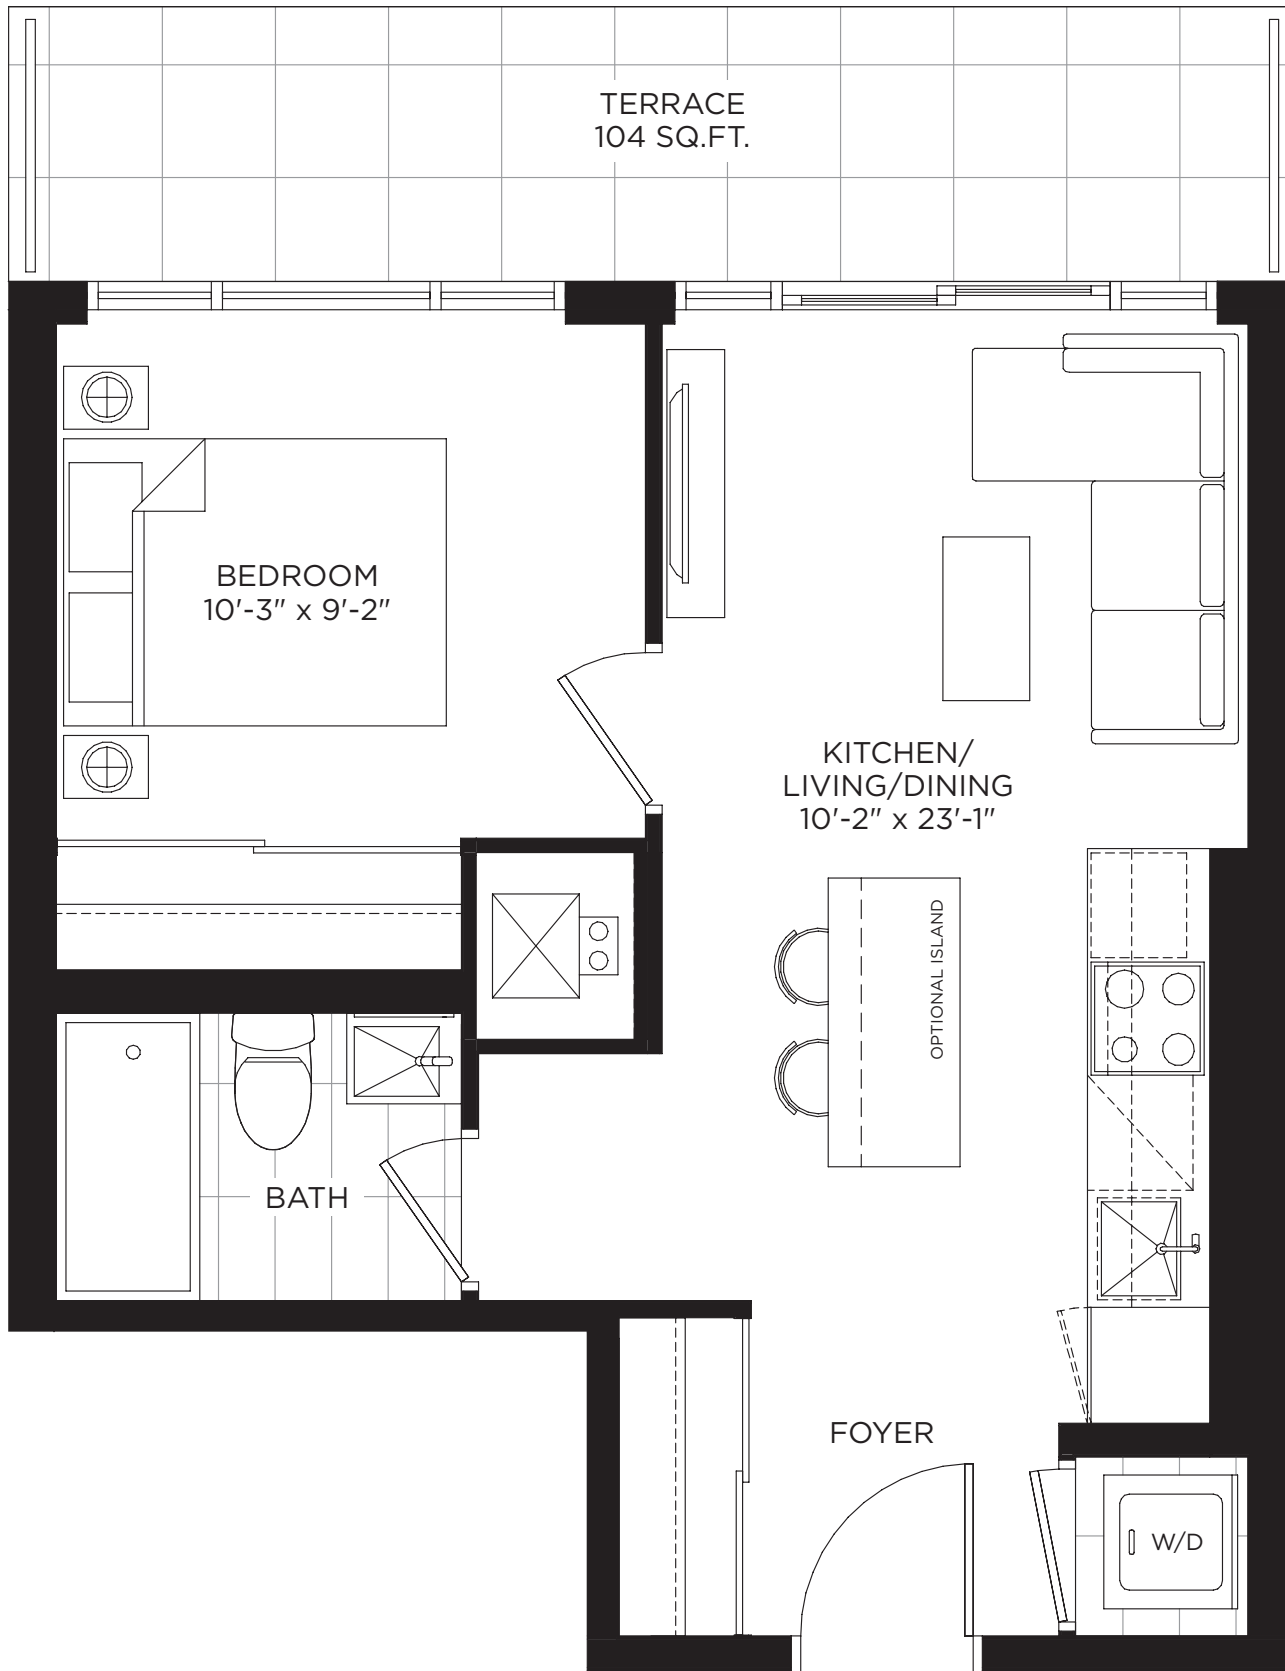 TERRACE
104 SQ.FT.
BEDROOM
10'-3" x 9'-2"
KITCHEN/
LIVING/DINING
10'-2" x 23'-1"
OPTIONAL ISLAND
BATH
FOYER
W/D